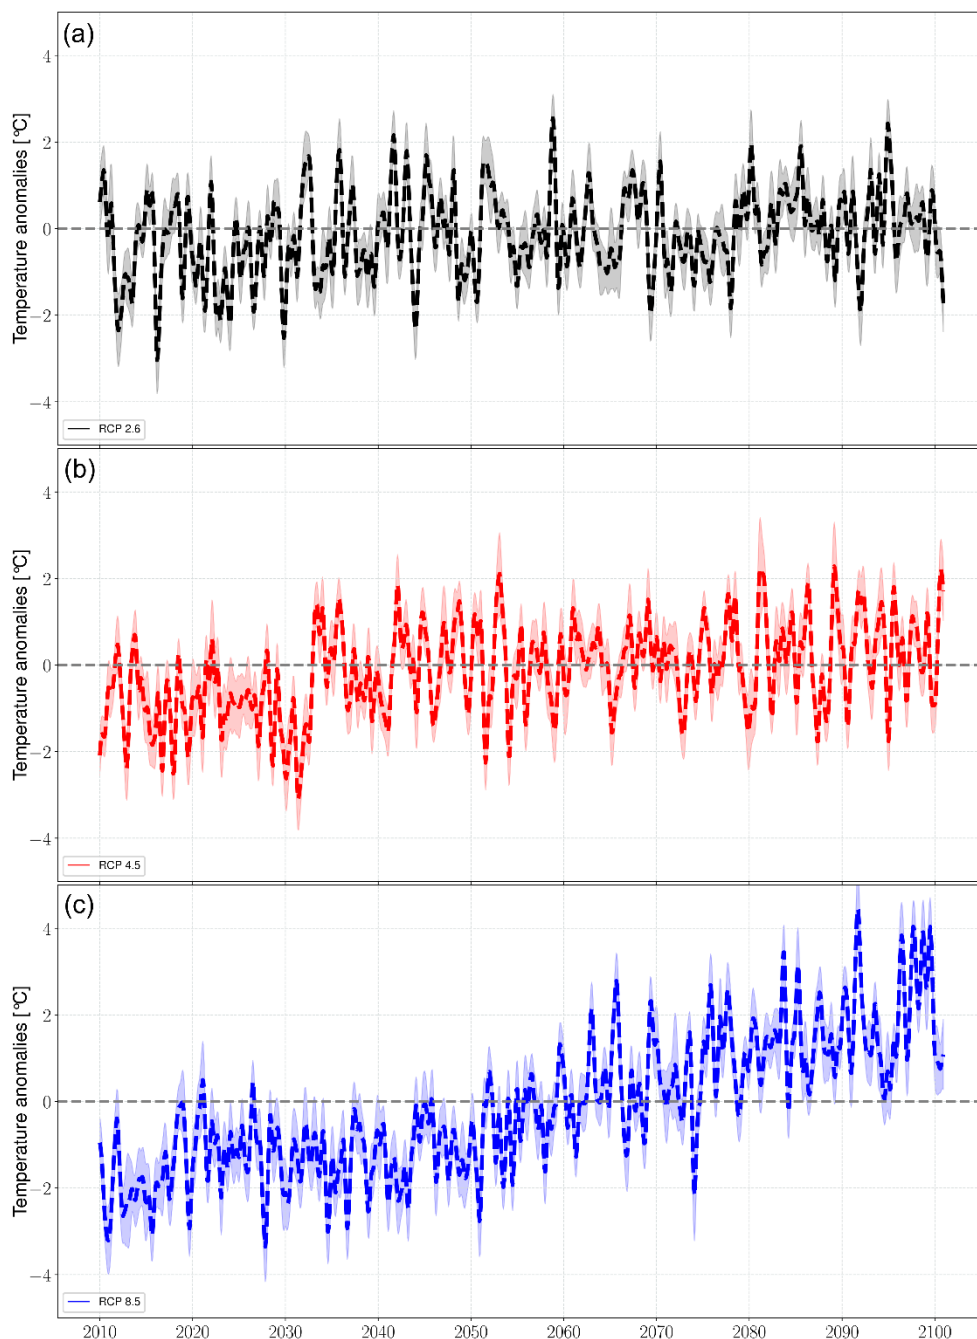 (a)
Temperature anomalies [°C]
4
2
0
−2
−4
RCP 2.6
(b)
Temperature anomalies [°C]
4
2
0
−2
−4
RCP 4.5
(c)
Temperature anomalies [°C]
4
2
0
−2
−4
RCP 8.5
2010 2020 2030 2040 2050 2060 2070 2080 2090 2100